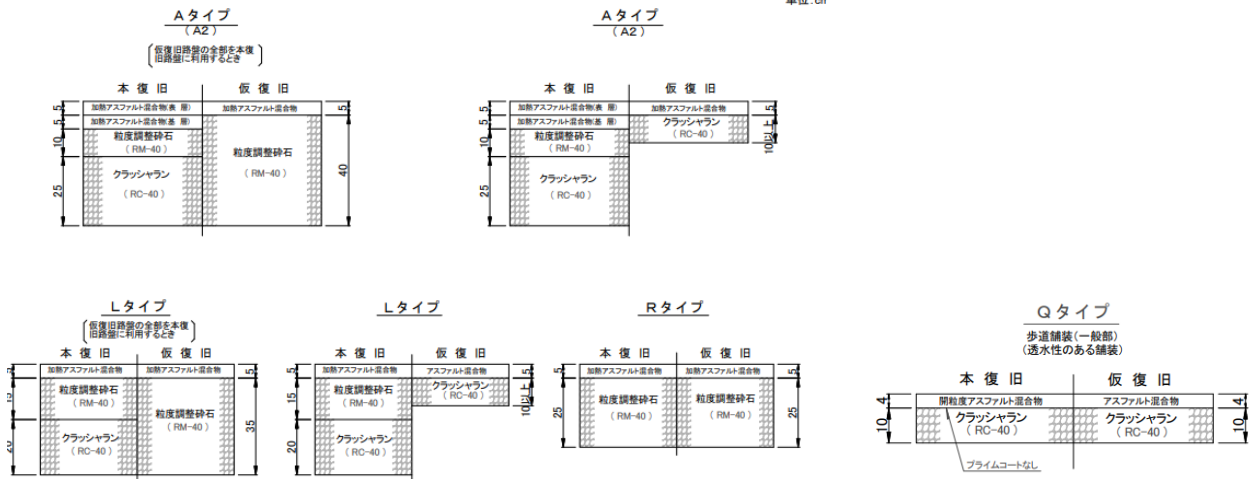 単位:cm
Aタイプ
(A2)
仮復旧路盤の全部を本復
旧路盤に利用するとき
本復旧 仮復旧
5 加熱アスファルト混合物(表 層) 加熱アスファルト混合物 5
5 加熱アスファルト混合物(基 層)
10 粒度調整砕石
(RM-40)
粒度調整砕石
(RM-40)
40
25 クラッシャラン
(RC-40)
Aタイプ
(A2)
本復旧 仮復旧
5 加熱アスファルト混合物(表 層) 加熱アスファルト混合物 5
5 加熱アスファルト混合物(基 層) クラッシャラン
(RC-40)
10以上
10 粒度調整砕石
(RM-40)
25 クラッシャラン
(RC-40)
Lタイプ
仮復旧路盤の全部を本復
旧路盤に利用するとき
本復旧 仮復旧
5 加熱アスファルト混合物 加熱アスファルト混合物 5
15 粒度調整砕石
(RM-40)
粒度調整砕石
(RM-40)
35
20 クラッシャラン
(RC-40)
Lタイプ
本復旧 仮復旧
5 加熱アスファルト混合物 アスファルト混合物 5
15 粒度調整砕石
(RM-40)
クラッシャラン
(RC-40)
10以上
20 クラッシャラン
(RC-40)
Rタイプ
本復旧 仮復旧
5 加熱アスファルト混合物 加熱アスファルト混合物 5
25 粒度調整砕石 粒度調整砕石 25
(RM-40) (RM-40)
Qタイプ
歩道舗装(一般部)
(透水性のある舗装)
本復旧 仮復旧
4 開粒度アスファルト混合物 アスファルト混合物 4
10 クラッシャラン クラッシャラン 10
(RC-40) (RC-40)
プライムコートなし